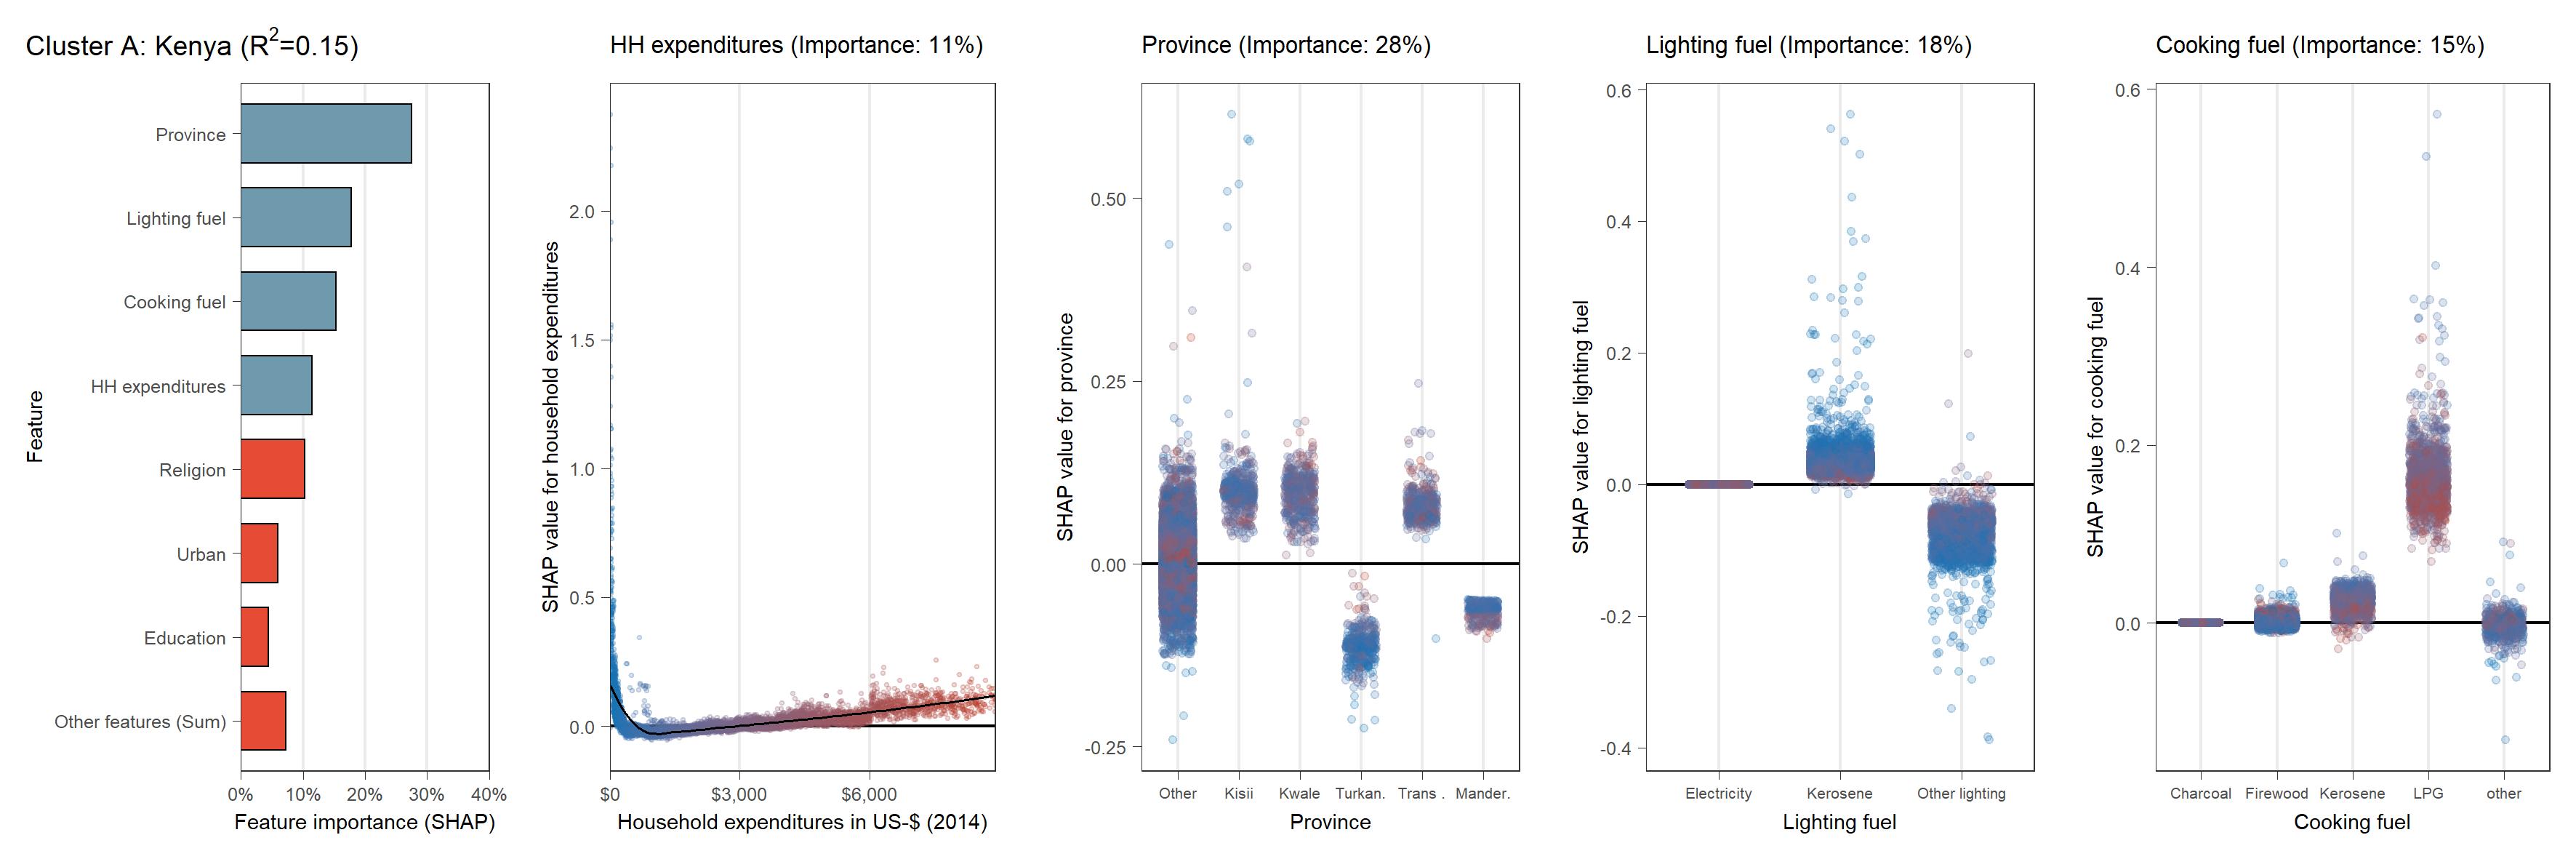 Cluster A: Kenya (R²=0.15)
Feature
Province
Lighting fuel
Cooking fuel
HH expenditures
Religion
Urban
Education
Other features (Sum)
0% 10% 20% 30% 40%
Feature importance (SHAP)
HH expenditures (Importance: 11%)
SHAP value for household expenditures
2.0
1.5
1.0
0.5
0.0
$0 $3,000 $6,000
Household expenditures in US-$ (2014)
Province (Importance: 28%)
SHAP value for province
0.50
0.25
0.00
-0.25
Other Kisii Kwale Turkan. Trans . Mander.
Province
Lighting fuel (Importance: 18%)
SHAP value for lighting fuel
0.6
0.4
0.2
0.0
-0.2
-0.4
Electricity Kerosene Other lighting
Lighting fuel
Cooking fuel (Importance: 15%)
SHAP value for cooking fuel
0.6
0.4
0.2
0.0
Charcoal Firewood Kerosene LPG other
Cooking fuel